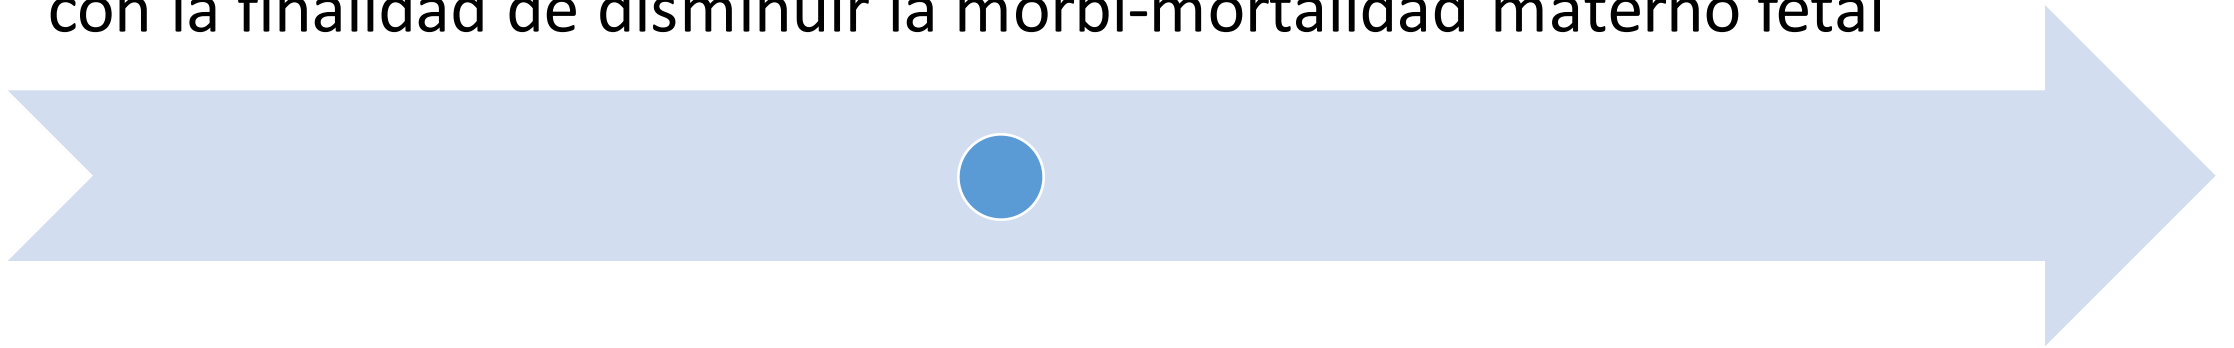 con la finalidad de disminuir la morbi-mortalidad materno fetal